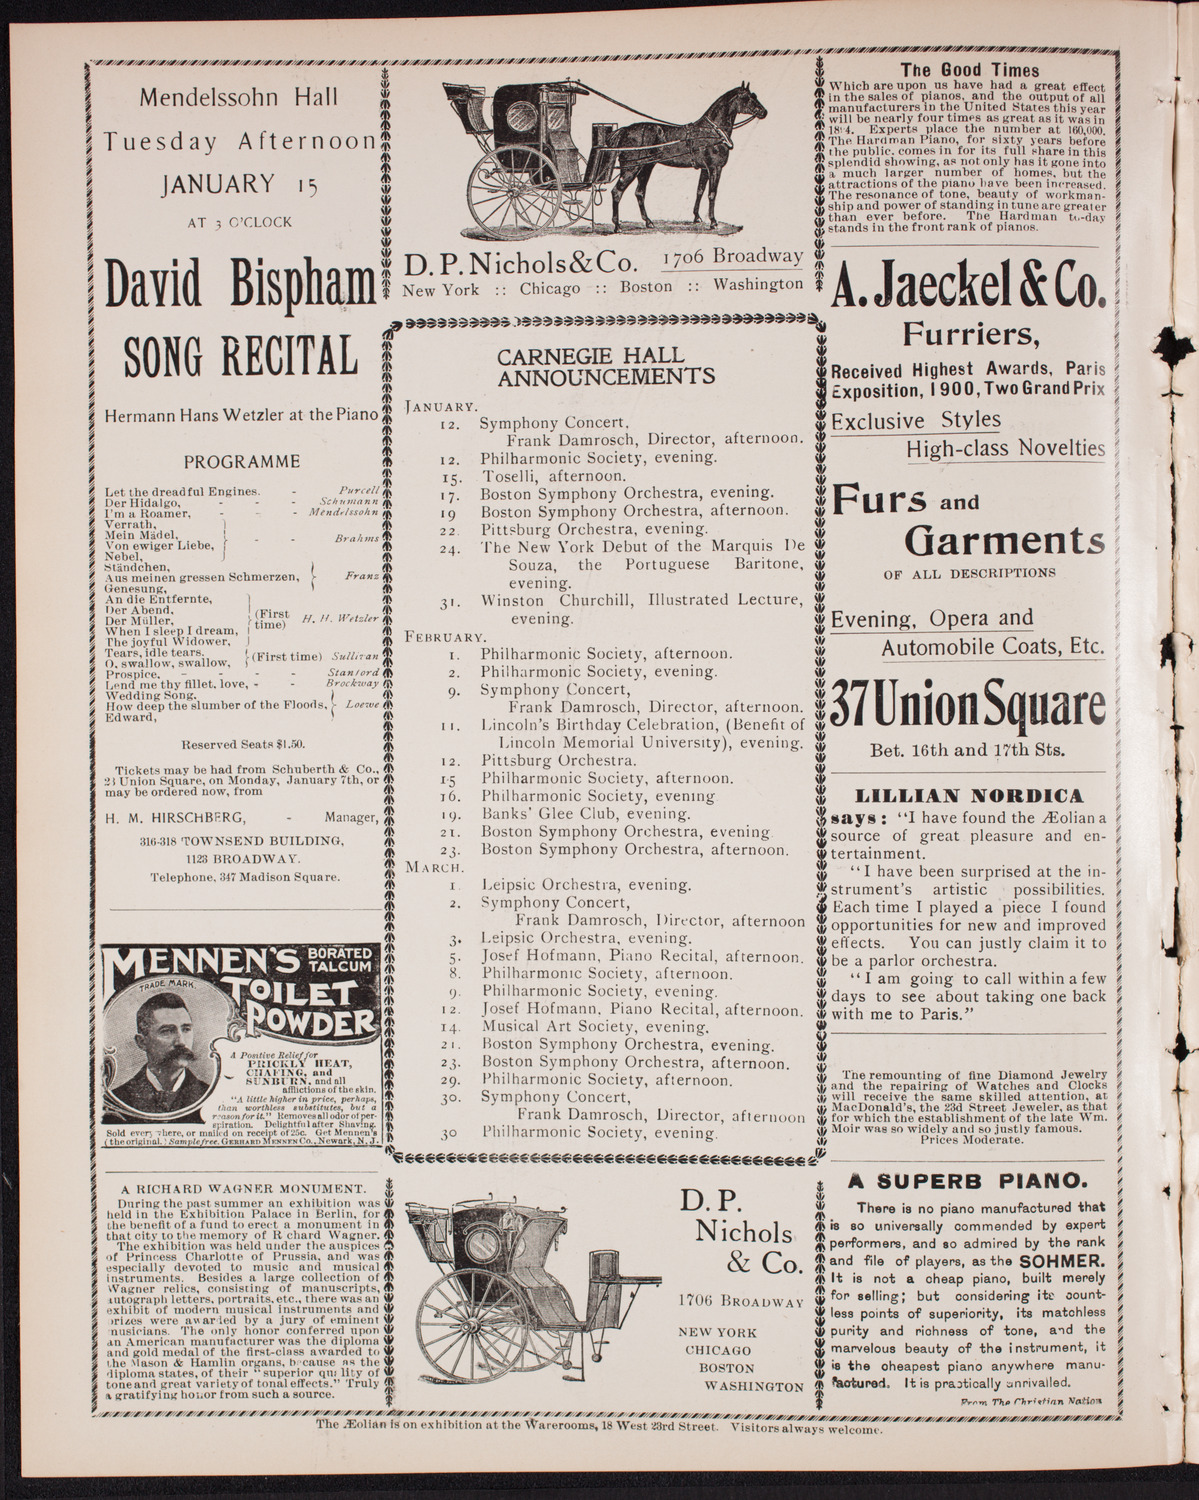 Mendelssohn Hall
Tuesday Afternoon
JANUARY 15
AT 3 O'CLOCK
David Bispham
SONG RECITAL
Hermann Hans Wetzler at the Piano
PROGRAMME
Let the dreadful Engines. - Purcell
Der Hidalgo, - - - Schumann
I'm a Roamer, - - - Mendelssohn
Verrath,
Mein Mädel,
Von ewiger Liebe, - - Brahms
Nebel,
Ständchen,
Aus meinen gressen Schmerzen, Franz
Genesung,
An die Entfernte,
Der Abend,
Der Müller, (First time) H. H. Wetzler
When I sleep I dream,
The joyful Widower,
Tears, idle tears.
O, swallow, swallow, (First time) Sullivan
Prospice, - - - - Stanford
Lend me thy fillet, love, - - Brockway
Wedding Song,
How deep the slumber of the Floods, Loewe
Edward,
Reserved Seats $1.50.
Tickets may be had from Schuberth & Co.,
23 Union Square, on Monday, January 7th, or
may be ordered now, from
H. M. HIRSCHBERG, - Manager,
316-318 TOWNSEND BUILDING,
1123 BROADWAY.
Telephone, 347 Madison Square.
MENNEN'S BORATED
TALCUM
TOILET
POWDER
TRADE MARK
A Positive Relief for
PRICKLY HEAT,
CHAFING, and
SUNBURN, and all
afflictions of the skin.
"A little higher in price, perhaps,
than worthless substitutes, but a
reason for it." Removes all odor of per-
spiration. Delightful after Shaving.
Sold everywhere, or mailed on receipt of 25c. Get Mennen's
(the original.) Sample free. GERHARD MENNEN CO., Newark, N. J.
A RICHARD WAGNER MONUMENT.
During the past summer an exhibition was
held in the Exhibition Palace in Berlin, for
the benefit of a fund to erect a monument in
that city to the memory of R chard Wagner.
The exhibition was held under the auspices
of Princess Charlotte of Prussia, and was
especially devoted to music and musical
instruments. Besides a large collection of
Wagner relics, consisting of manuscripts,
autograph letters, portraits, etc., there was an
exhibit of modern musical instruments and
prizes were awarded by a jury of eminent
musicians. The only honor conferred upon
an American manufacturer was the diploma
and gold medal of the first-class awarded to
the Mason & Hamlin organs, because as the
diploma states, of their "superior quality of
tone and great variety of tonal effects." Truly
a gratifying honor from such a source.
D. P. Nichols & Co. 1706 Broadway
New York :: Chicago :: Boston :: Washington
CARNEGIE HALL
ANNOUNCEMENTS
JANUARY.
12. Symphony Concert,
Frank Damrosch, Director, afternoon.
12. Philharmonic Society, evening.
15. Toselli, afternoon.
17. Boston Symphony Orchestra, evening.
19 Boston Symphony Orchestra, afternoon.
22. Pittsburg Orchestra, evening.
24. The New York Debut of the Marquis De
Souza, the Portuguese Baritone,
evening.
31. Winston Churchill, Illustrated Lecture,
evening.
FEBRUARY.
1. Philharmonic Society, afternoon.
2. Philharmonic Society, evening.
9. Symphony Concert,
Frank Damrosch, Director, afternoon.
11. Lincoln's Birthday Celebration, (Benefit of
Lincoln Memorial University), evening.
12. Pittsburg Orchestra.
15 Philharmonic Society, afternoon.
16. Philharmonic Society, evening
19. Banks' Glee Club, evening.
21. Boston Symphony Orchestra, evening
23. Boston Symphony Orchestra, afternoon.
MARCH.
1. Leipsic Orchestra, evening.
2. Symphony Concert,
Frank Damrosch, Director, afternoon
3. Leipsic Orchestra, evening.
5. Josef Hofmann, Piano Recital, afternoon.
8. Philharmonic Society, afternoon.
9. Philharmonic Society, evening.
12. Josef Hofmann, Piano Recital, afternoon.
14. Musical Art Society, evening.
21. Boston Symphony Orchestra, evening.
23. Boston Symphony Orchestra, afternoon.
29. Philharmonic Society, afternoon.
30. Symphony Concert,
Frank Damrosch, Director, afternoon
30 Philharmonic Society, evening.
D. P.
Nichols
& Co.
1706 BROADWAY
NEW YORK
CHICAGO
BOSTON
WASHINGTON
The Good Times
Which are upon us have had a great effect
in the sales of pianos, and the output of all
manufacturers in the United States this year
will be nearly four times as great as it was in
1894. Experts place the number at 160,000.
The Hardman Piano, for sixty years before
the public, comes in for its full share in this
splendid showing, as not only has it gone into
a much larger number of homes, but the
attractions of the piano have been increased.
The resonance of tone, beauty of workman-
ship and power of standing in tune are greater
than ever before. The Hardman to-day
stands in the front rank of pianos.
A. Jaeckel & Co.
Furriers,
Received Highest Awards, Paris
Exposition, 1900, Two Grand Prix
Exclusive Styles
High-class Novelties
Furs and
Garments
OF ALL DESCRIPTIONS
Evening, Opera and
Automobile Coats, Etc.
37 Union Square
Bet. 16th and 17th Sts.
LILLIAN NORDICA
says: "I have found the Æolian a
source of great pleasure and en-
tertainment.
"I have been surprised at the in-
strument's artistic possibilities.
Each time I played a piece I found
opportunities for new and improved
effects. You can justly claim it to
be a parlor orchestra.
"I am going to call within a few
days to see about taking one back
with me to Paris."
The remounting of fine Diamond Jewelry
and the repairing of Watches and Clocks
will receive the same skilled attention, at
MacDonald's, the 23d Street Jeweler, as that
for which the establishment of the late Wm.
Moir was so widely and so justly famous.
Prices Moderate.
A SUPERB PIANO.
There is no piano manufactured that
is so universally commended by expert
performers, and so admired by the rank
and file of players, as the SOHMER.
It is not a cheap piano, built merely
for selling; but considering its count-
less points of superiority, its matchless
purity and richness of tone, and the
marvelous beauty of the instrument, it
is the cheapest piano anywhere manu-
factured. It is practically unrivalled.
From The Christian Nation
The Æolian is on exhibition at the Warerooms, 18 West 23rd Street. Visitors always welcome.